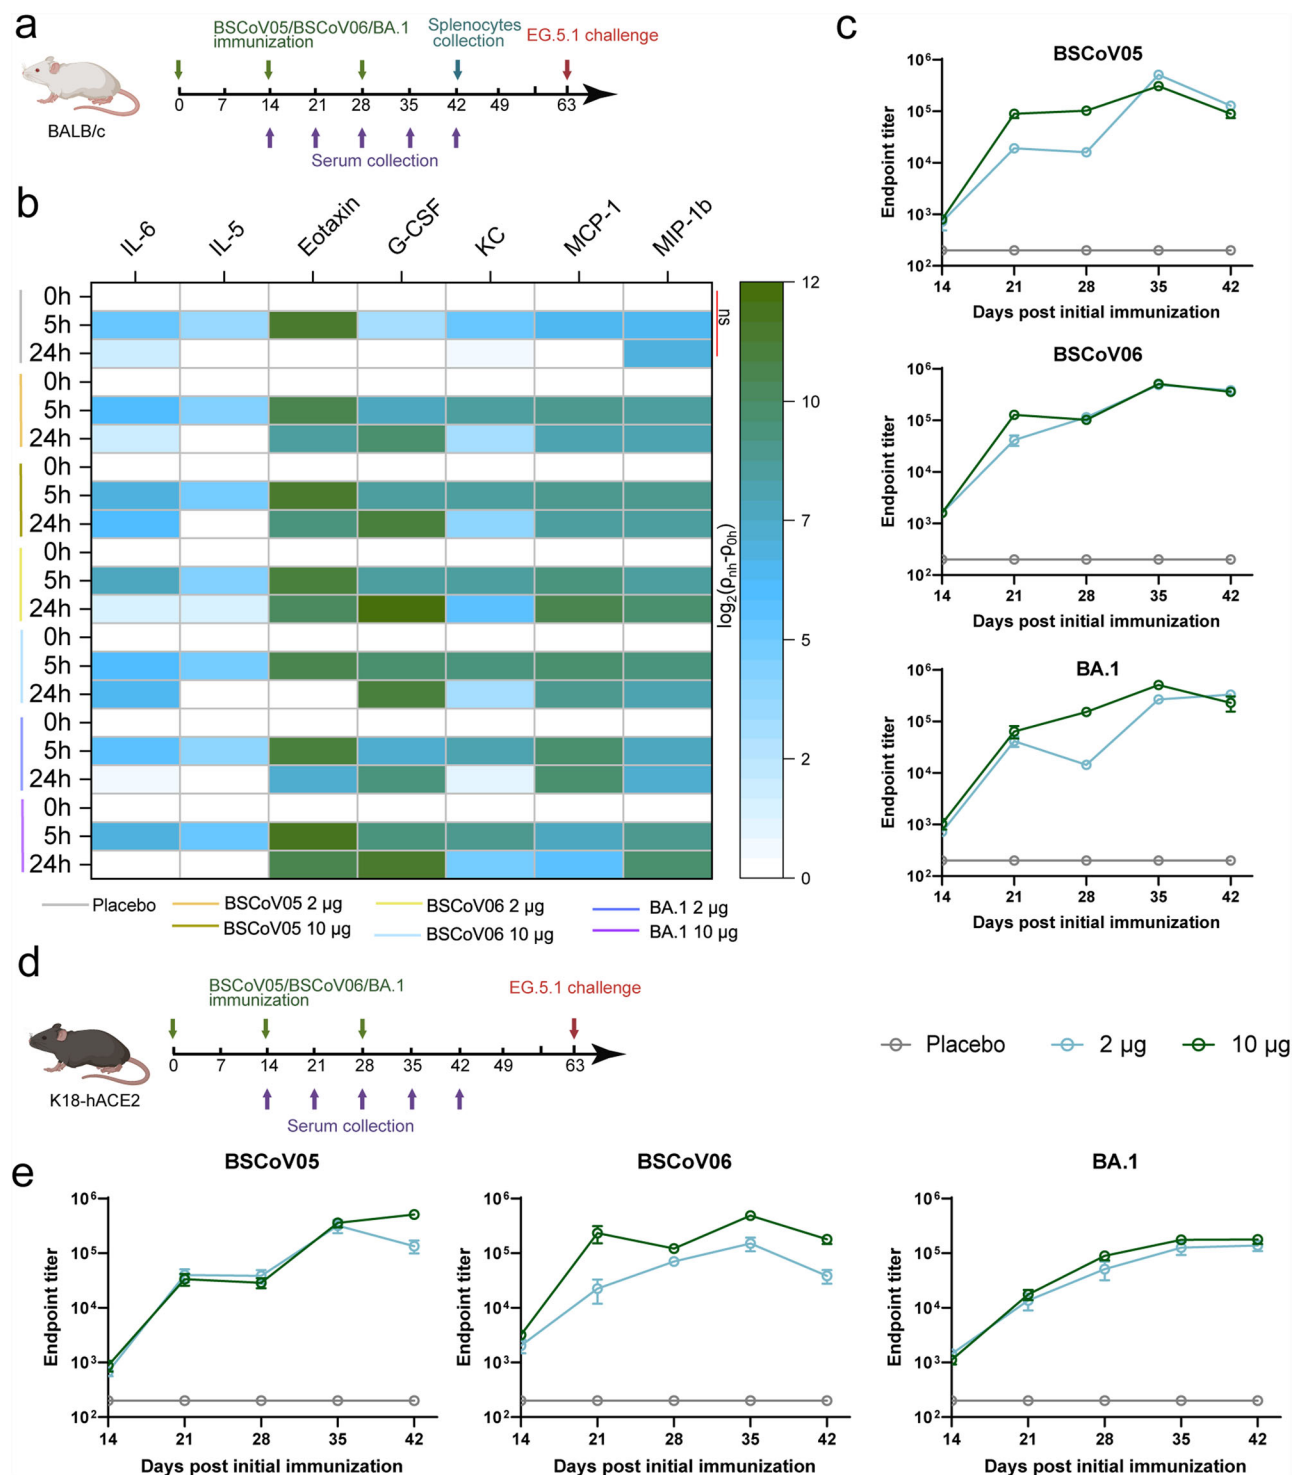 a
BSCoV05/BSCoV06/BA.1
immunization
Splenocytes
collection
EG.5.1 challenge
BALB/c
0 7 14 21 28 35 42 49 63
Serum collection
b
IL-6 IL-5 Eotaxin G-CSF KC MCP-1 MIP-1b
0h
5h
24h
0h
5h
24h
0h
5h
24h
0h
5h
24h
0h
5h
24h
0h
5h
24h
0h
5h
24h
ns
log₂(ρnh-ρ0h)
12
10
7
5
2
0
Placebo
BSCoV05 2 µg
BSCoV05 10 µg
BSCoV06 2 µg
BSCoV06 10 µg
BA.1 2 µg
BA.1 10 µg
c
BSCoV05
Endpoint titer
10⁶
10⁵
10⁴
10³
10²
14 21 28 35 42
Days post initial immunization
BSCoV06
Endpoint titer
10⁶
10⁵
10⁴
10³
10²
14 21 28 35 42
Days post initial immunization
BA.1
Endpoint titer
10⁶
10⁵
10⁴
10³
10²
14 21 28 35 42
Days post initial immunization
d
BSCoV05/BSCoV06/BA.1
immunization
EG.5.1 challenge
K18-hACE2
0 7 14 21 28 35 42 49 63
Serum collection
Placebo 2 µg 10 µg
e
BSCoV05
Endpoint titer
10⁶
10⁵
10⁴
10³
10²
14 21 28 35 42
Days post initial immunization
BSCoV06
Endpoint titer
10⁶
10⁵
10⁴
10³
10²
14 21 28 35 42
Days post initial immunization
BA.1
Endpoint titer
10⁶
10⁵
10⁴
10³
10²
14 21 28 35 42
Days post initial immunization